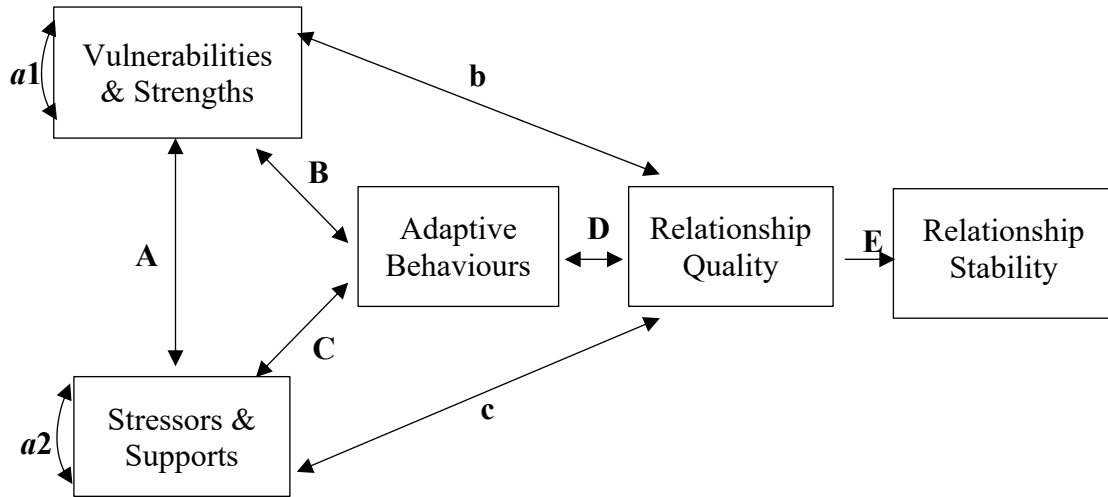 Vulnerabilities
& Strengths
a1
b
B
A
Adaptive
Behaviours
D
Relationship
Quality
E
Relationship
Stability
C
c
Stressors &
Supports
a2